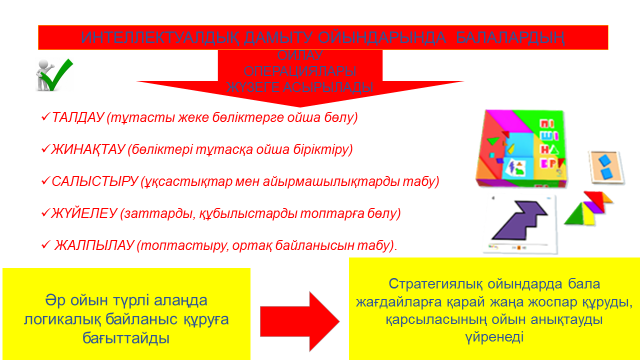 ИНТЕЛЛЕКТУАЛДЫҚ ДАМЫТУ ОЙЫНДАРЫНДА БАЛАЛАРДЫҢ
ОЙЛАУ
ОПЕРАЦИЯЛАРЫ
ЖҮЗЕГЕ АСЫРЫЛАДЫ
✓ТАЛДАУ (тұтасты жеке бөліктерге ойша бөлу)
✓ЖИНАҚТАУ (бөліктері тұтасқа ойша біріктіру)
✓САЛЫСТЫРУ (ұқсастықтар мен айырмашылықтарды табу)
✓ЖҮЙЕЛЕУ (заттарды, құбылыстарды топтарға бөлу)
✓ ЖАЛПЫЛАУ (топтастыру, ортақ байланысын табу).
Әр ойын түрлі алаңда
логикалық байланыс құруға
бағыттайды
Стратегиялық ойындарда бала
жағдайларға қарай жаңа жоспар құруды,
қарсыласының ойын анықтауды
үйренеді